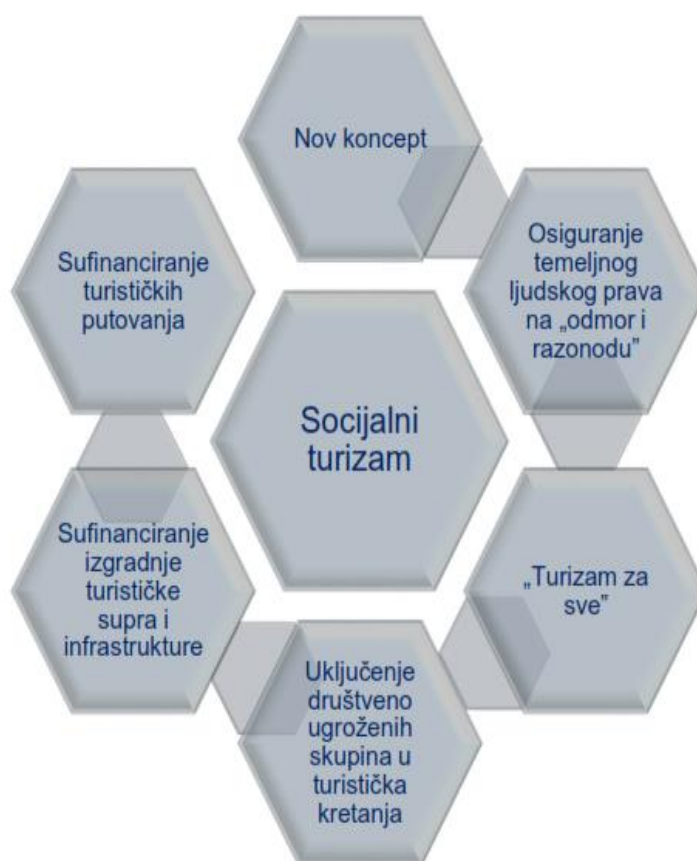 Nov koncept
Osiguranje
temeljnog
ljudskog prava
na „odmor i
razonodu”
„Turizam za
sve”
Uključenje
društveno
ugroženih
skupina u
turistička
kretanja
Sufinanciranje
izgradnje
turističke
supra i
infrastrukture
Sufinanciranje
turističkih
putovanja
Socijalni
turizam